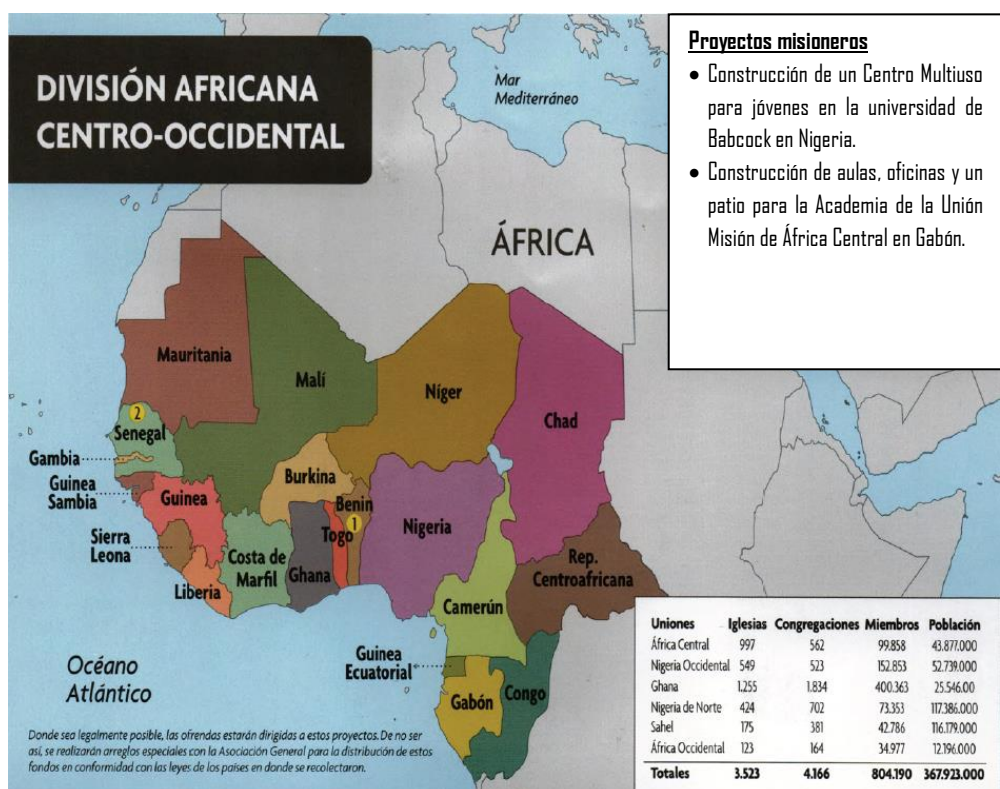 DIVISIÓN AFRICANA
CENTRO-OCCIDENTAL
Mar
Mediterráneo
ÁFRICA
Mauritania
Malí
Níger
Chad
2
Senegal
Gambia
Guinea
Sambia
Guinea
Burkina
Benin
1
Togo
Nigeria
Sierra
Leona
Costa de
Marfil
Ghana
Liberia
Rep.
Centroafricana
Camerún
Guinea
Ecuatorial
Gabón
Congo
Océano
Atlántico
Donde sea legalmente posible, las ofrendas estarán dirigidas a estos proyectos. De no ser
así, se realizarán arreglos especiales con la Asociación General para la distribución de estos
fondos en conformidad con las leyes de los países en donde se recolectaron.
Proyectos misioneros
• Construcción de un Centro Multiuso
para jóvenes en la universidad de
Babcock en Nigeria.
• Construcción de aulas, oficinas y un
patio para la Academia de la Unión
Misión de África Central en Gabón.
Uniones Iglesias Congregaciones Miembros Población
África Central 997 562 99.858 43.877.000
Nigeria Occidental 549 523 152.853 52.739.000
Ghana 1.255 1.834 400.363 25.546.00
Nigeria de Norte 424 702 73.353 117.386.000
Sahel 175 381 42.786 116.179.000
África Occidental 123 164 34.977 12.196.000
Totales 3.523 4.166 804.190 367.923.000